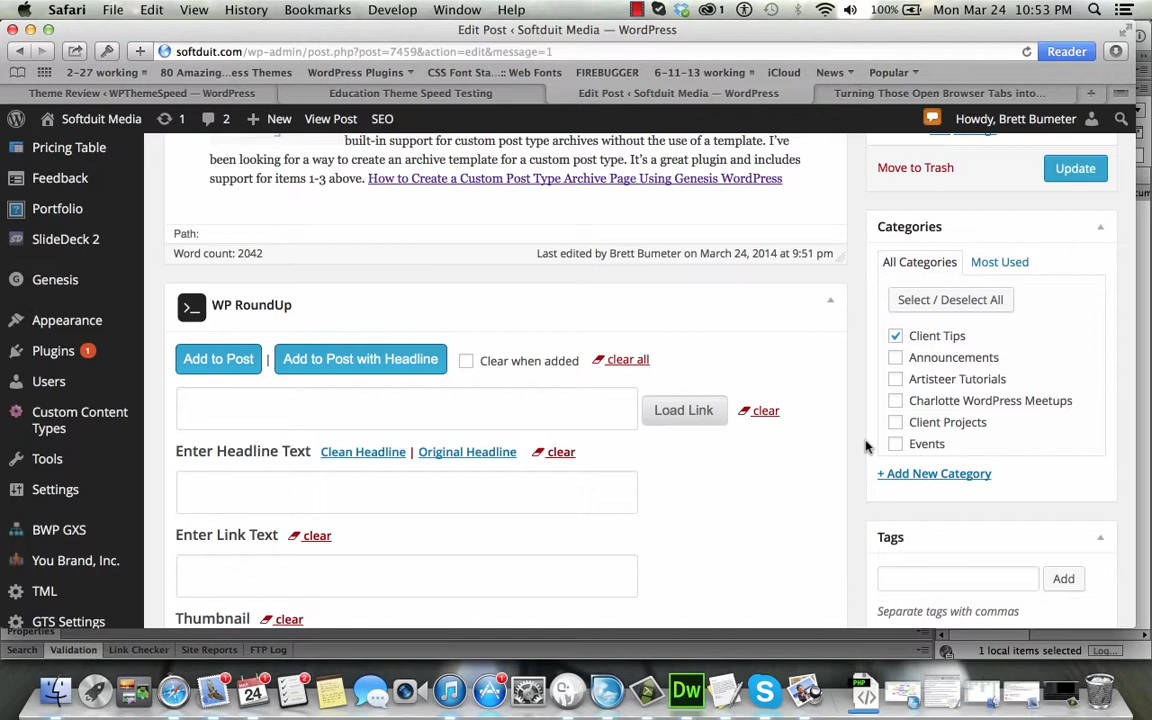 Safari File Edit View History Bookmarks Develop Window Help 1 100% Mon Mar 24 10:53 PM
Edit Post ‹ Softduit Media — WordPress
softduit.com/wp-admin/post.php?post=7459&action=edit&message=1 Reader
2-27 working 80 Amazing...ess Themes WordPress Plugins CSS Font Sta...:: Web Fonts FIREBUGGER 6-11-13 working iCloud News Popular
Theme Review ‹ WPThemeSpeed — WordPress Education Theme Speed Testing Edit Post ‹ Softduit Media — WordPress Turning Those Open Browser Tabs into...
Softduit Media 1 2 + New View Post SEO Howdy, Brett Bumeter
Pricing Table
Feedback
Portfolio
SlideDeck 2
Genesis
Appearance
Plugins 1
Users
Custom Content
Types
Tools
Settings
BWP GXS
You Brand, Inc.
TML
GTS Settings
built-in support for custom post type archives without the use of a template. I've
been looking for a way to create an archive template for a custom post type. It's a great plugin and includes
support for items 1-3 above. How to Create a Custom Post Type Archive Page Using Genesis WordPress
Path:
Word count: 2042 Last edited by Brett Bumeter on March 24, 2014 at 9:51 pm
WP RoundUp
Add to Post | Add to Post with Headline Clear when added clear all
Load Link clear
Enter Headline Text Clean Headline | Original Headline clear
Enter Link Text clear
Thumbnail clear
Move to Trash Update
Categories
All Categories Most Used
Select / Deselect All
Client Tips
Announcements
Artisteer Tutorials
Charlotte WordPress Meetups
Client Projects
Events
+ Add New Category
Tags
Add
Separate tags with commas
Properties
Search Validation Link Checker Site Reports FTP Log 1 local items selected Log...
Dw
PHP